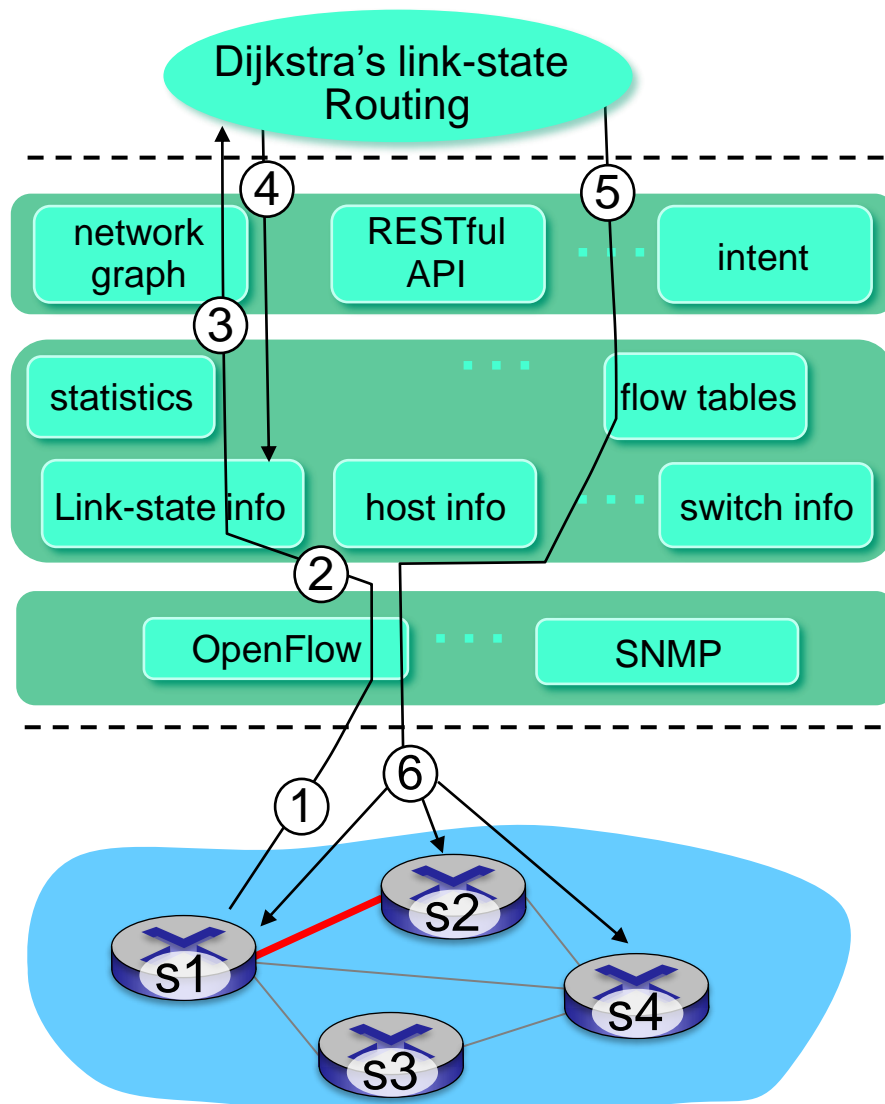 Dijkstra’s link-state
Routing
4
5
network
graph
RESTful
API
intent
3
statistics
flow tables
Link-state info
host info
switch info
2
OpenFlow
SNMP
1
6
s2
s1
s4
s3